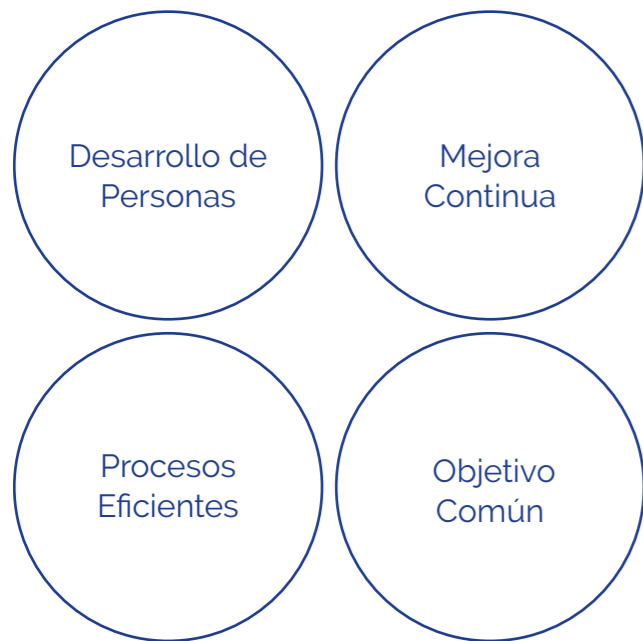 Desarrollo de
Personas
Mejora
Continua
Procesos
Eficientes
Objetivo
Común